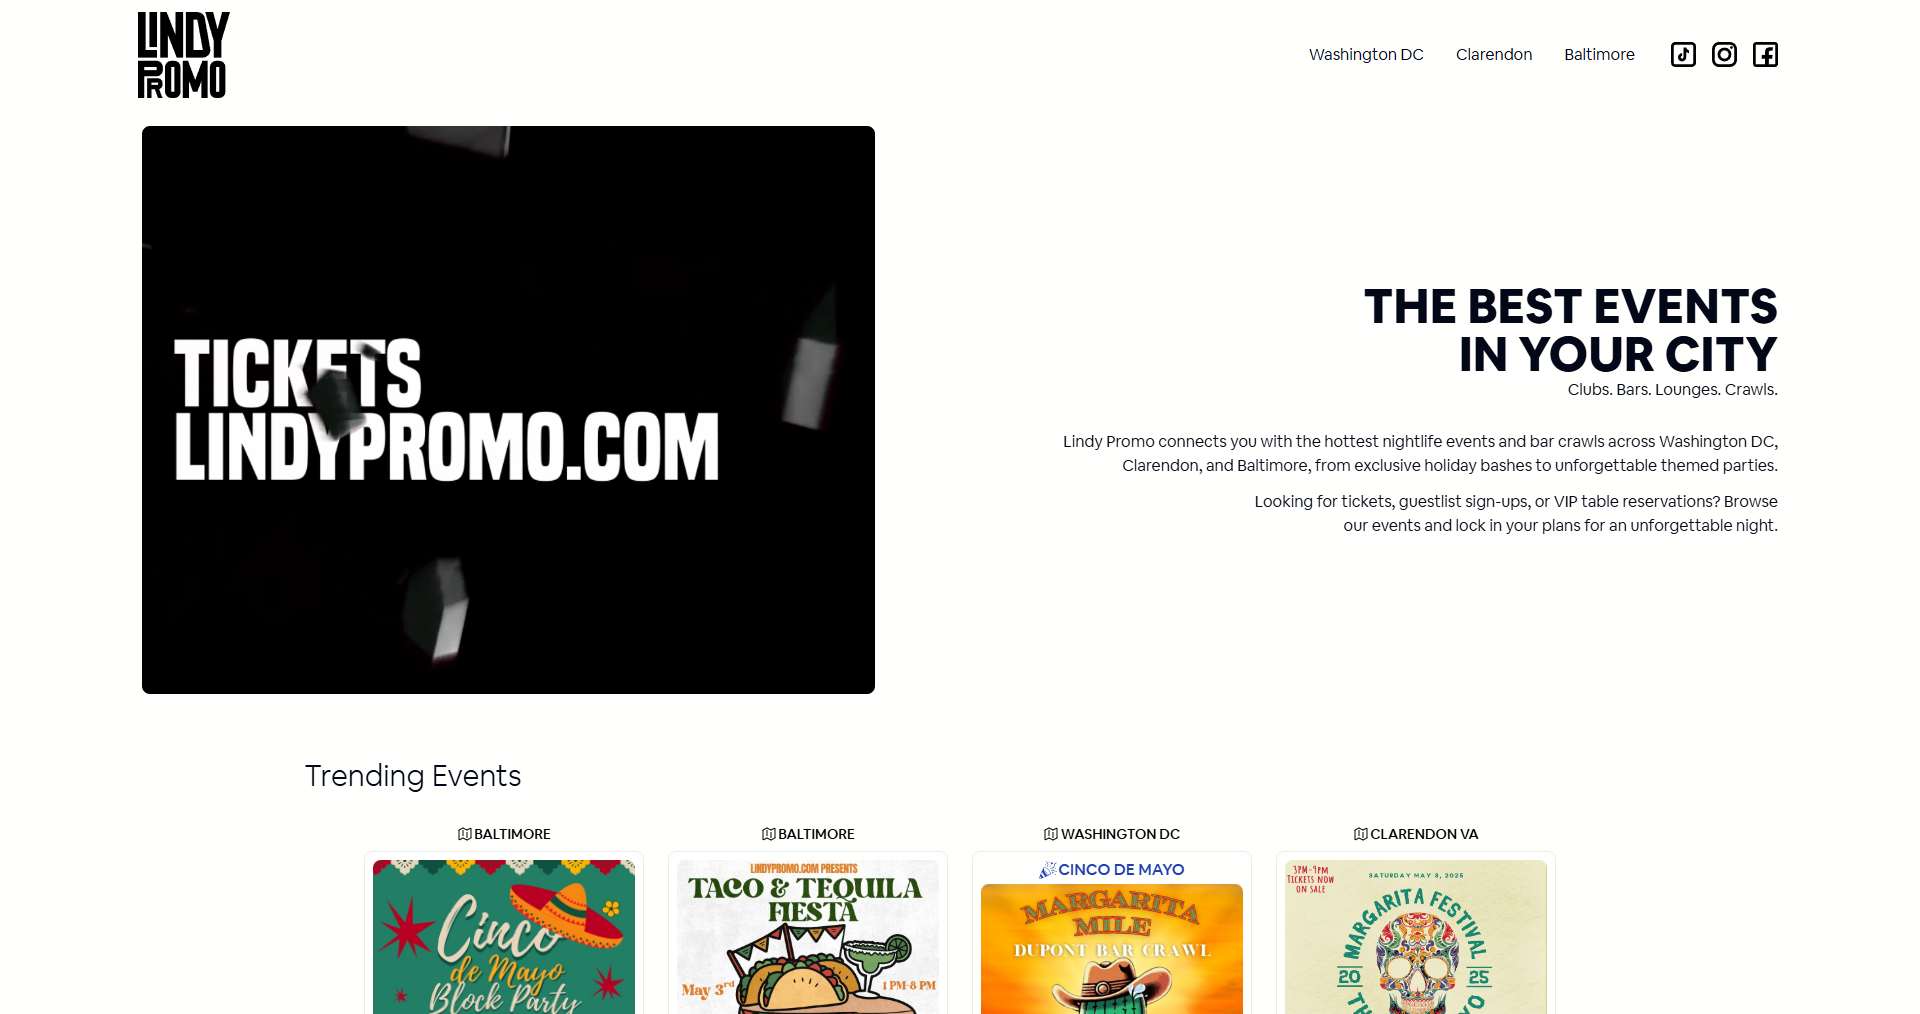 LINDY
PROMO
Washington DC Clarendon Baltimore
TICKETS
LINDYPROMO.COM
THE BEST EVENTS
IN YOUR CITY
Clubs. Bars. Lounges. Crawls.
Lindy Promo connects you with the hottest nightlife events and bar crawls across Washington DC,
Clarendon, and Baltimore, from exclusive holiday bashes to unforgettable themed parties.
Looking for tickets, guestlist sign-ups, or VIP table reservations? Browse
our events and lock in your plans for an unforgettable night.
Trending Events
BALTIMORE
Cinco
de Mayo
Block Party
BALTIMORE
LINDYPROMO.COM PRESENTS
TACO & TEQUILA
FIESTA
May 3rd
1 PM-8 PM
WASHINGTON DC
CINCO DE MAYO
MARGARITA
MILE
DUPONT BAR CRAWL
CLARENDON VA
3PM-9PM
TICKETS NOW
ON SALE
SATURDAY MAY 3, 2025
MARGARITA FESTIVAL
20 25